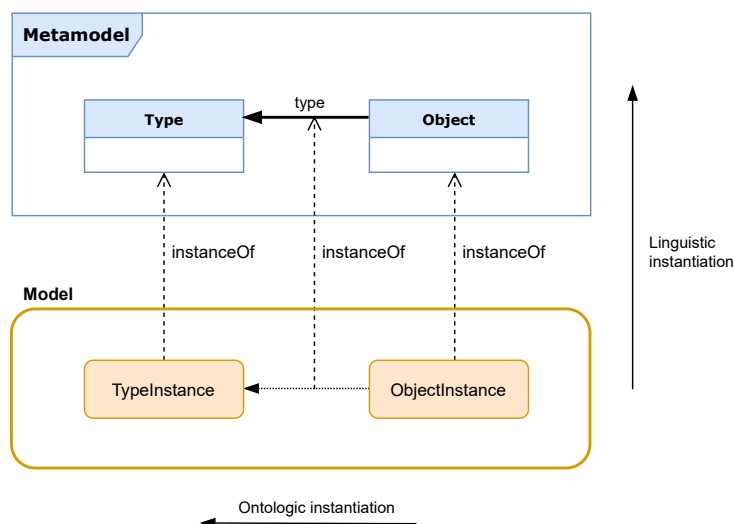 Metamodel
type
Type
Object
instanceOf
instanceOf
instanceOf
Linguistic
instantiation
Model
TypeInstance
ObjectInstance
Ontologic instantiation